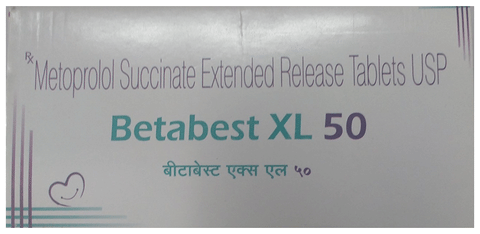 Rx Metoprolol Succinate Extended Release Tablets USP
Betabest XL 50
बीटाबेस्ट एक्स एल ५०